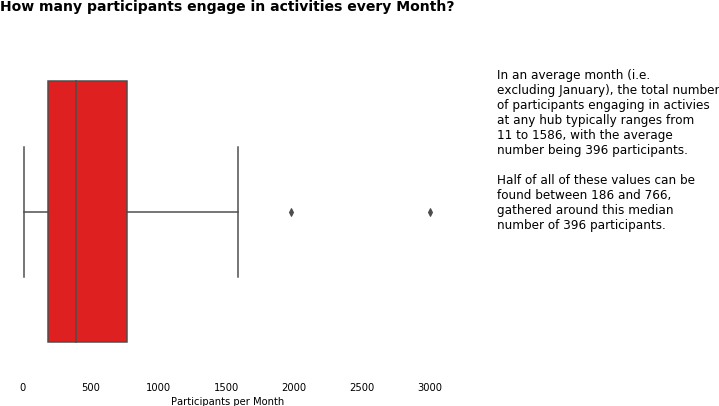 How many participants engage in activities every Month?
In an average month (i.e.
excluding January), the total number
of participants engaging in activies
at any hub typically ranges from
11 to 1586, with the average
number being 396 participants.
Half of all of these values can be
found between 186 and 766,
gathered around this median
number of 396 participants.
0 500 1000 1500 2000 2500 3000
Participants per Month